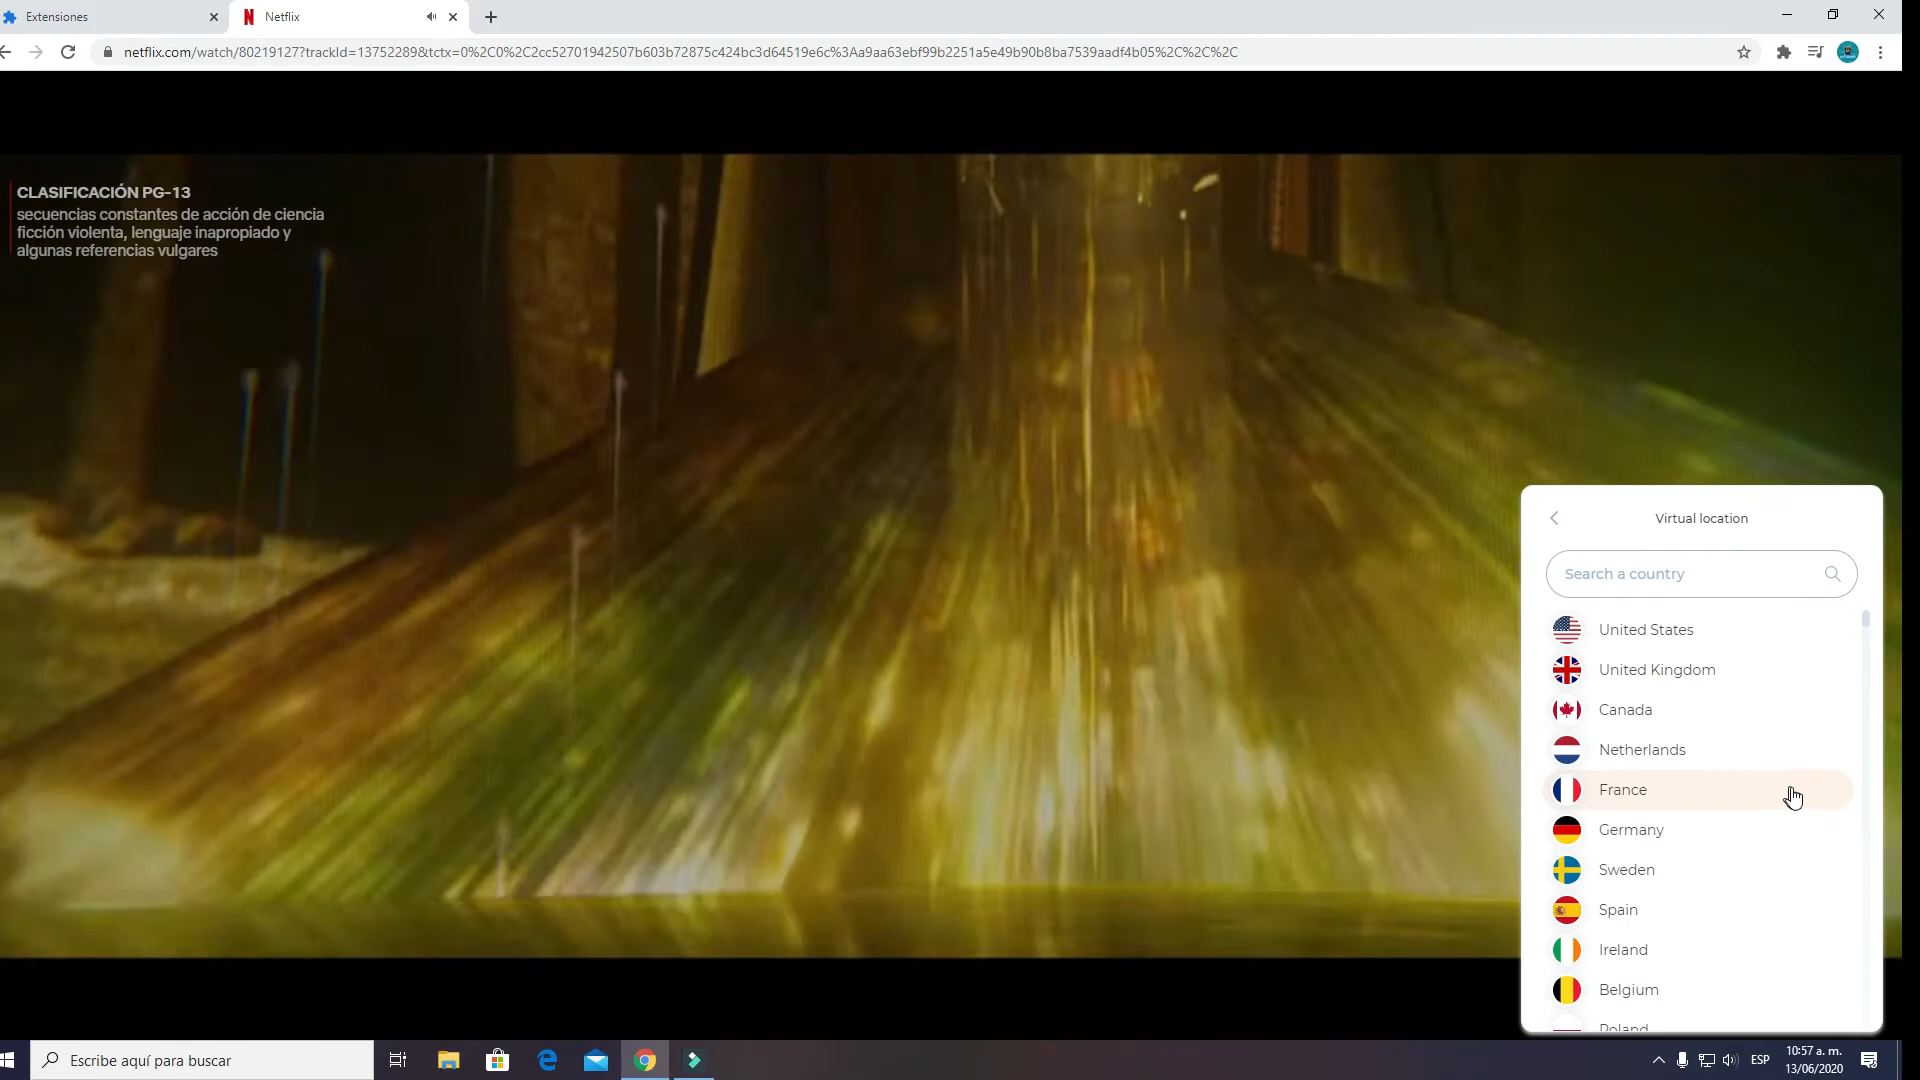 Extensiones
Netflix
netflix.com/watch/80219127?trackId=13752289&tctx=0%2C0%2C2cc52701942507b603b72875c424bc3d64519e6c%3Aa9aa63ebf99b2251a5e49b90b8ba7539aadf4b05%2C%2C%2C
CLASIFICACIÓN PG-13
secuencias constantes de acción de ciencia
ficción violenta, lenguaje inapropiado y
algunas referencias vulgares
Virtual location
Search a country
United States
United Kingdom
Canada
Netherlands
France
Germany
Sweden
Spain
Ireland
Belgium
Poland
Escribe aquí para buscar
ESP
10:57 a. m.
13/06/2020